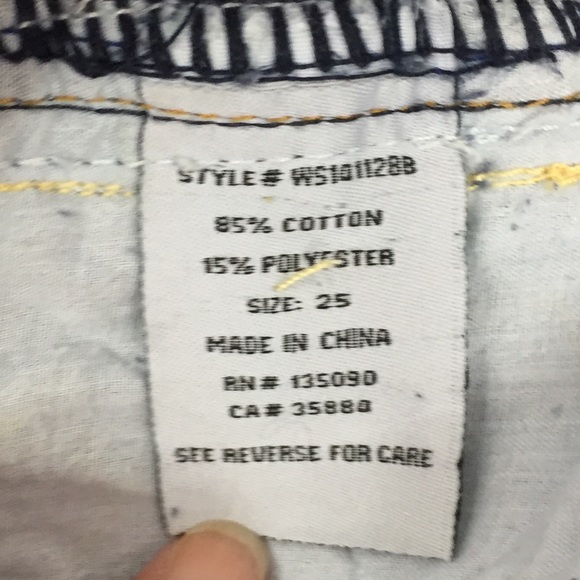 STYLE# WS101128B
85% COTTON
15% POLYESTER
SIZE: 25
MADE IN CHINA
RN# 135090
CA# 35880
SEE REVERSE FOR CARE